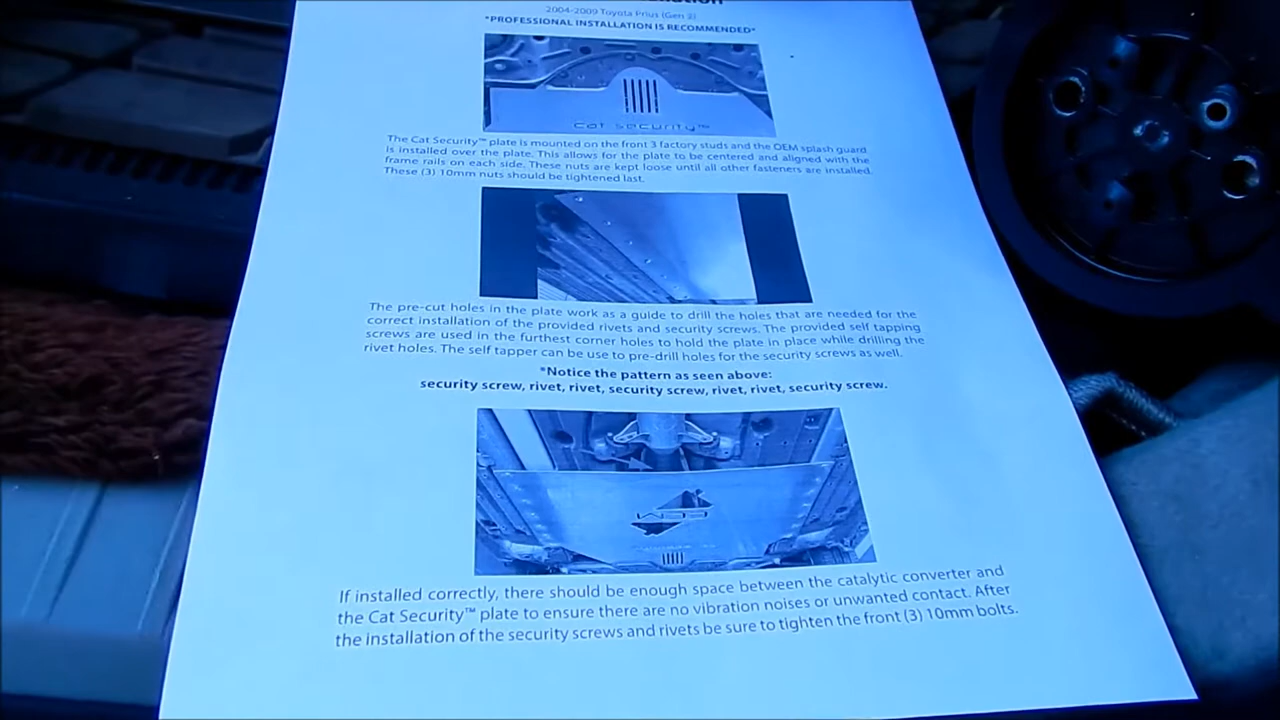 2004-2009 Toyota Prius (Gen 2)
*PROFESSIONAL INSTALLATION IS RECOMMENDED*
cat security™
The Cat Security™ plate is mounted on the front 3 factory studs and the OEM splash guard
is installed over the plate. This allows for the plate to be centered and aligned with the
frame rails on each side. These nuts are kept loose until all other fasteners are installed.
These (3) 10mm nuts should be tightened last.
The pre-cut holes in the plate work as a guide to drill the holes that are needed for the
correct installation of the provided rivets and security screws. The provided self tapping
screws are used in the furthest corner holes to hold the plate in place while drilling the
rivet holes. The self tapper can be use to pre-drill holes for the security screws as well.
*Notice the pattern as seen above:
security screw, rivet, rivet, security screw, rivet, rivet, security screw.
If installed correctly, there should be enough space between the catalytic converter and
the Cat Security™ plate to ensure there are no vibration noises or unwanted contact. After
the installation of the security screws and rivets be sure to tighten the front (3) 10mm bolts.